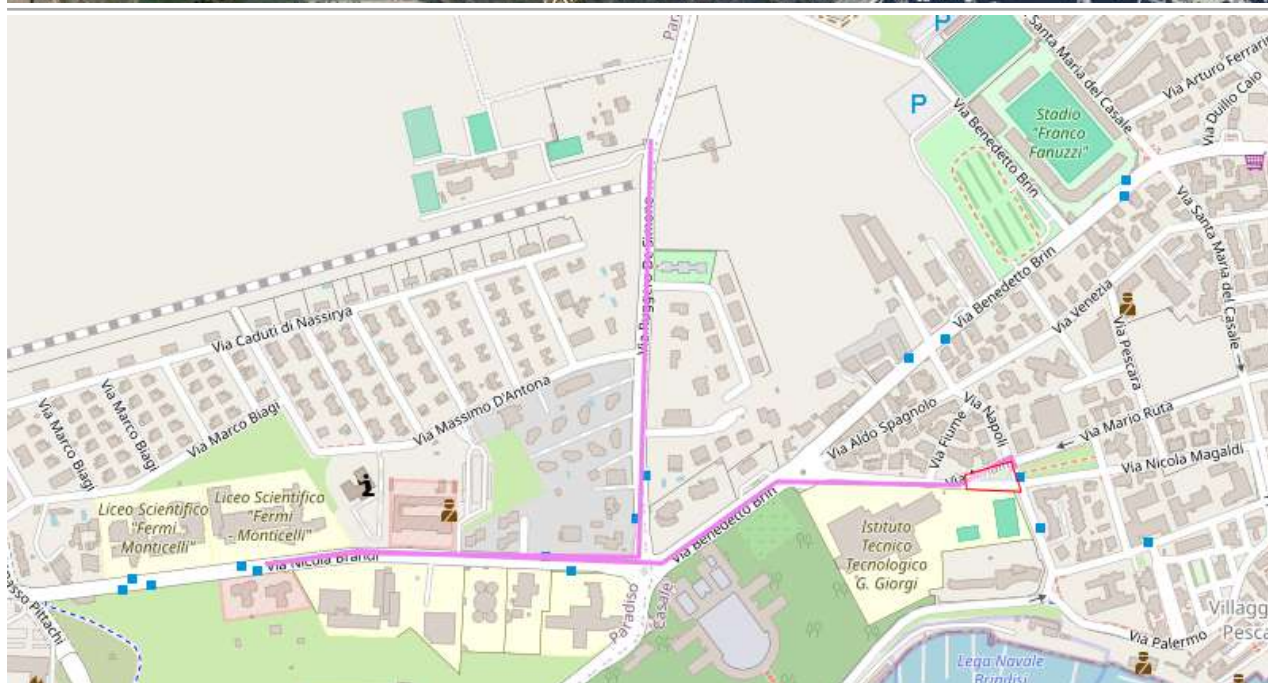 Par
P
Santa Maria del Casale
Via Arturo Ferrarin
Via Duilio Caio
P
Via Benedetto Brin
Stadio
"Franco
Fanuzzi"
Via Benedetto Brin
Via Santa Maria del Casale
Via Ruggero De Simone
Via Venezia
Via Caduti di Nassirya
Via Pescara
Via Marco Biagi
Via Marco Biagi
Via Marco Biagi
Via Massimo D'Antona
Via Aldo Spagnolo
Via Fiume
Via Napoli
Via Mario Ruta
Via Nicola Magaldi
Liceo Scientifico
"Fermi
- Monticelli"
Liceo Scientifico
"Fermi
Monticelli"
Via Benedetto Brin
Istituto
Tecnico
Tecnologico
"G. Giorgi"
Via Nicola Brandi
asso Pittachi
Paradiso
Casale
Via Palermo
Villagg
Pesca
Lega Navale
Brindisi